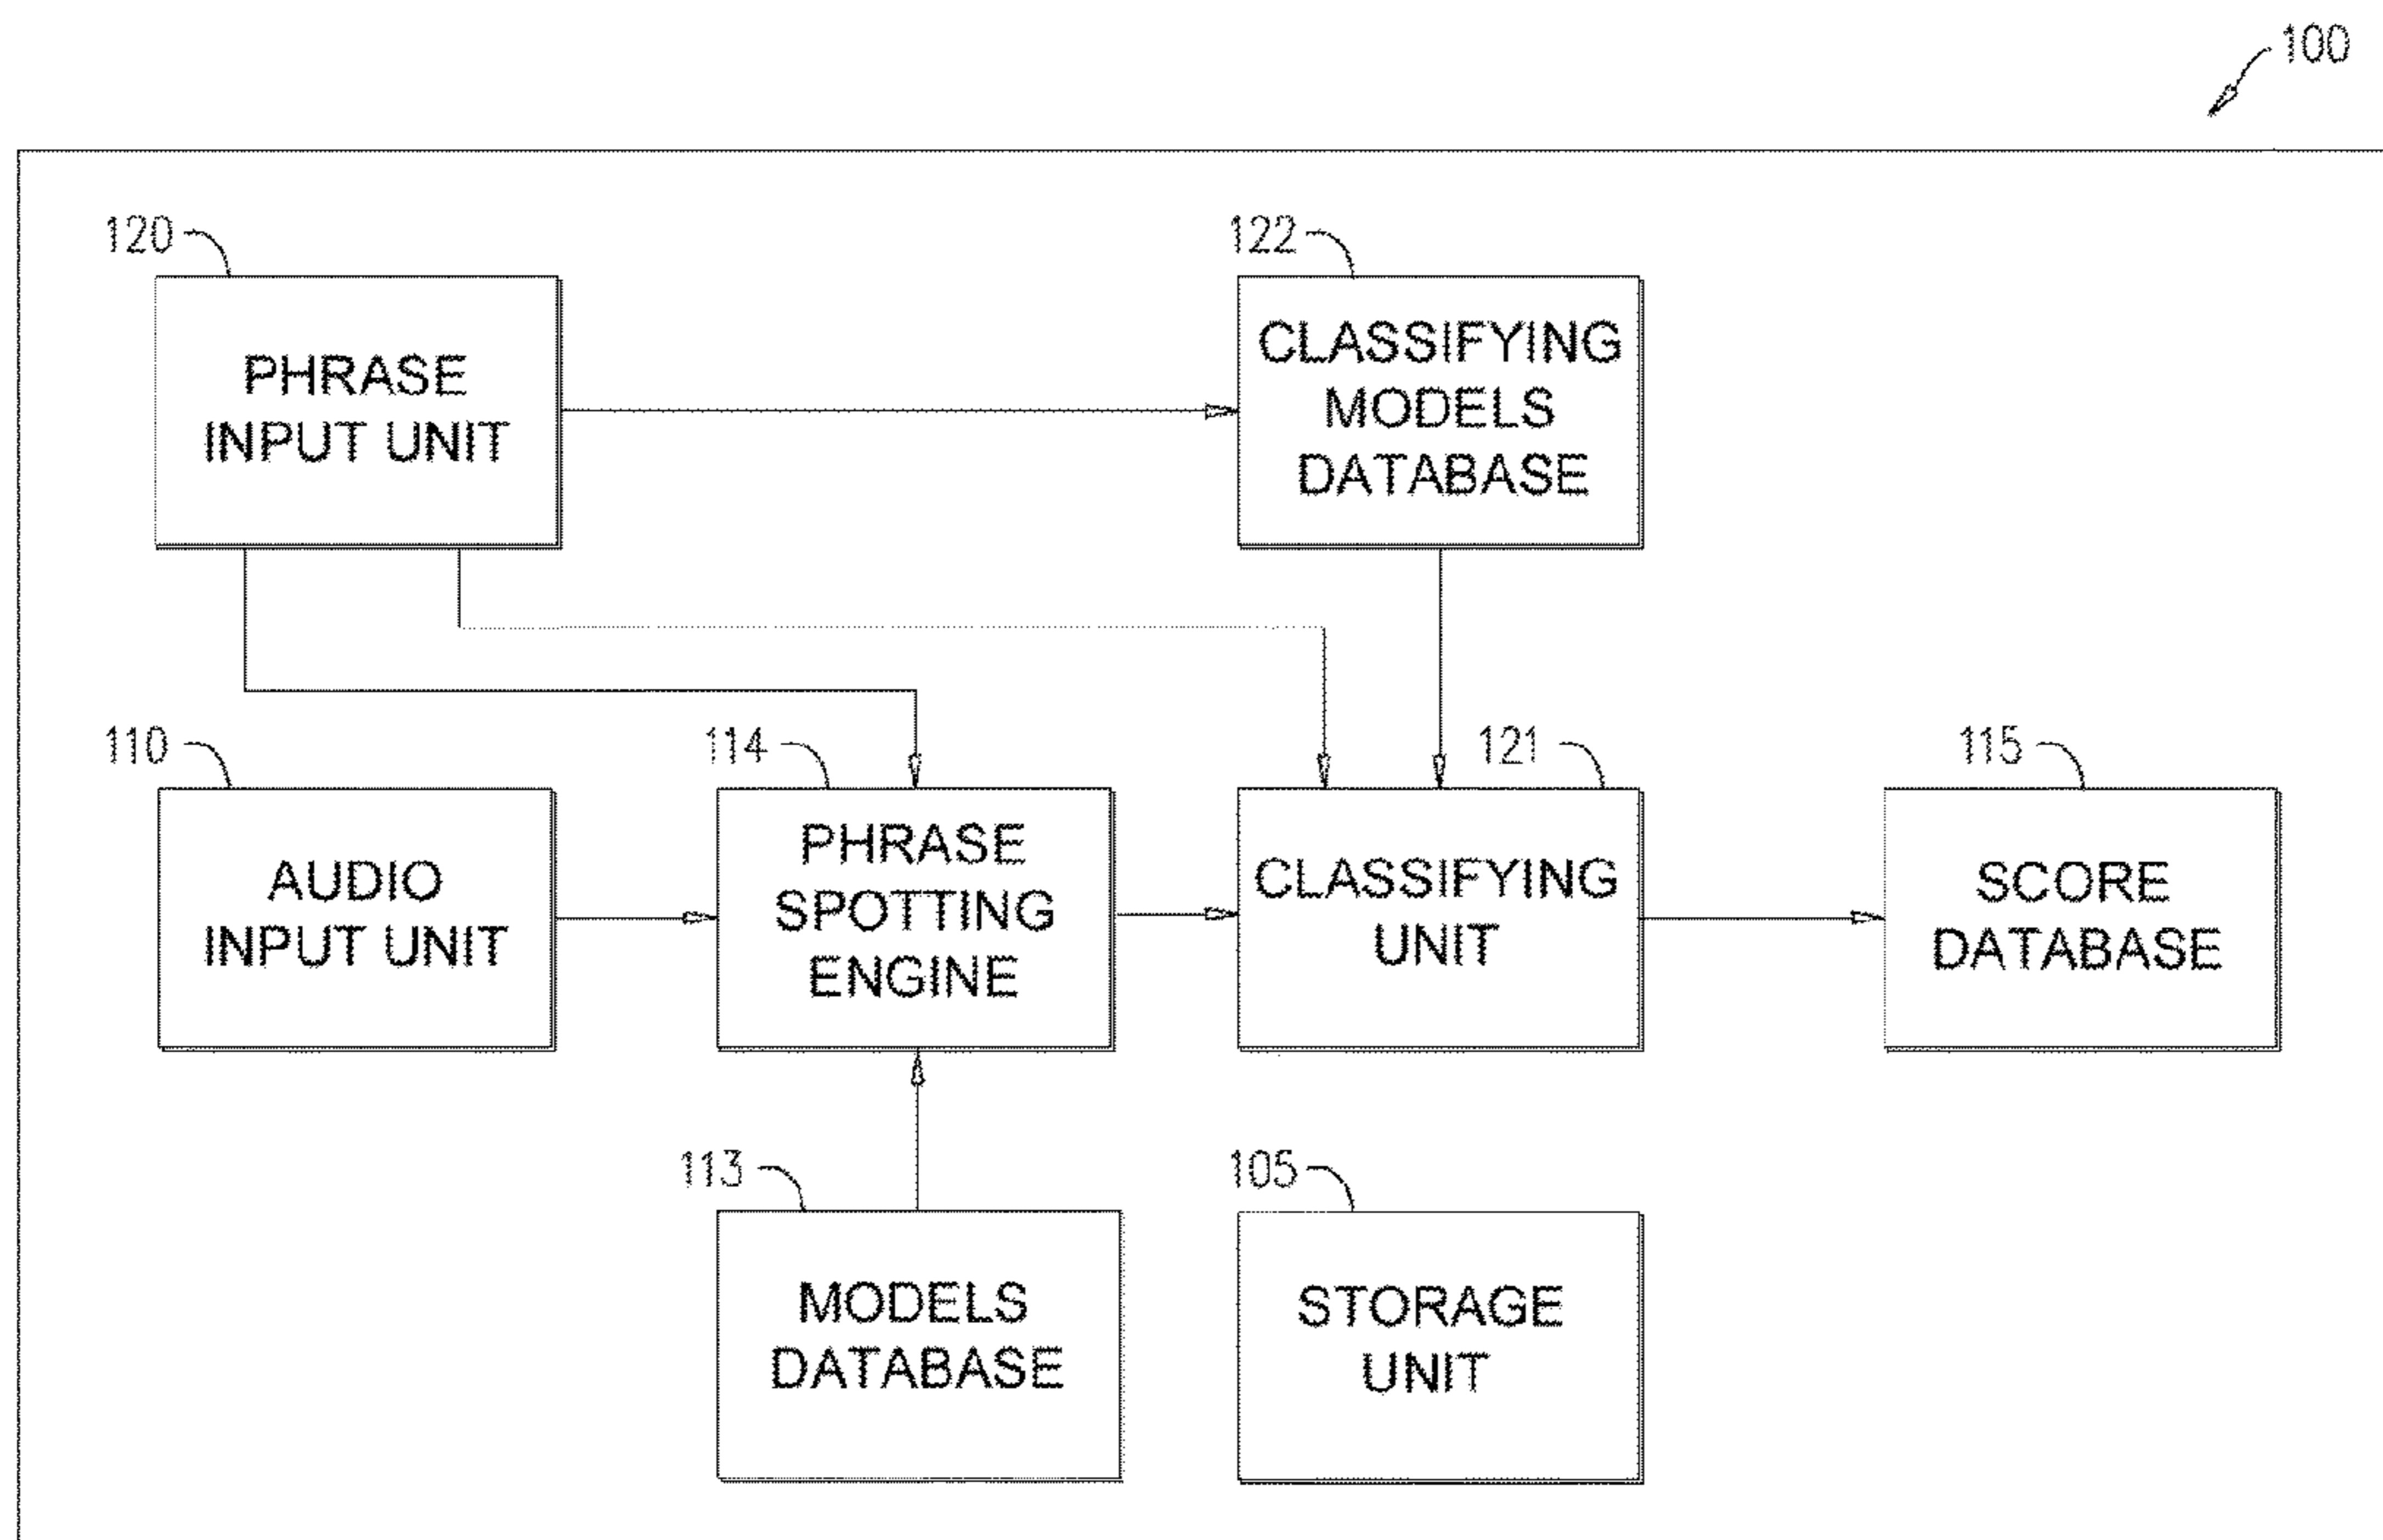 100
120
PHRASE
INPUT UNIT
122
CLASSIFYING
MODELS
DATABASE
110
AUDIO
INPUT UNIT
114
PHRASE
SPOTTING
ENGINE
121
CLASSIFYING
UNIT
115
SCORE
DATABASE
113
MODELS
DATABASE
105
STORAGE
UNIT